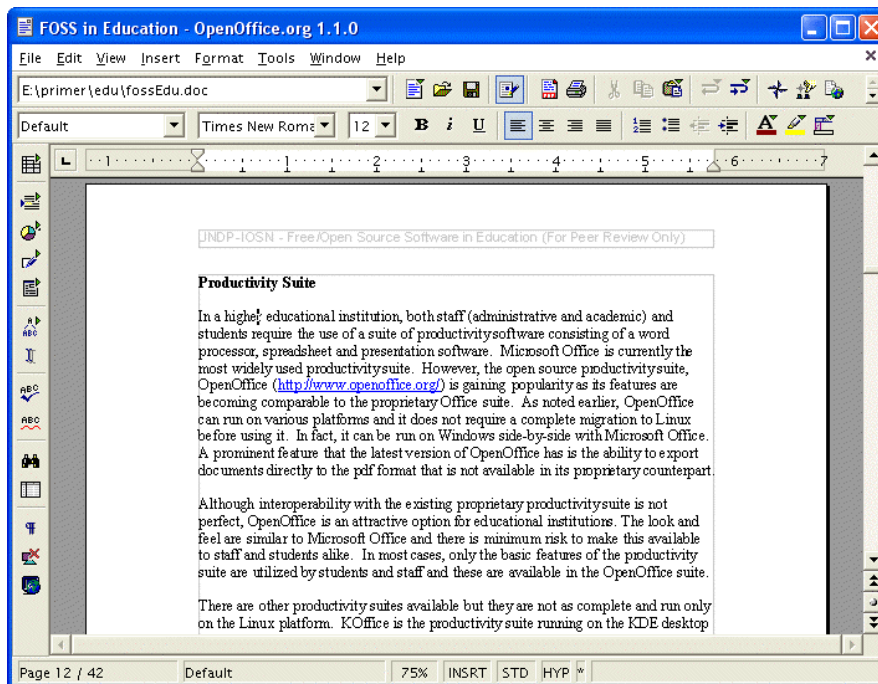 FOSS in Education - OpenOffice.org 1.1.0
File Edit View Insert Format Tools Window Help
E:\primer\edu\fossEdu.doc
Default Times New Roma 12 B i U A
1 1 2 3 4 5 6 7
UNDP-IOSN - Free/Open Source Software in Education (For Peer Review Only)
Productivity Suite
In a higher educational institution, both staff (administrative and academic) and
students require the use of a suite of productivity software consisting of a word
processor, spreadsheet and presentation software. Microsoft Office is currently the
most widely used productivity suite. However, the open source productivity suite,
OpenOffice (http://www.openoffice.org/) is gaining popularity as its features are
becoming comparable to the proprietary Office suite. As noted earlier, OpenOffice
can run on various platforms and it does not require a complete migration to Linux
before using it. In fact, it can be run on Windows side-by-side with Microsoft Office.
A prominent feature that the latest version of OpenOffice has is the ability to export
documents directly to the pdf format that is not available in its proprietary counterpart.
Although interoperability with the existing proprietary productivity suite is not
perfect, OpenOffice is an attractive option for educational institutions. The look and
feel are similar to Microsoft Office and there is minimum risk to make this available
to staff and students alike. In most cases, only the basic features of the productivity
suite are utilized by students and staff and these are available in the OpenOffice suite.
There are other productivity suites available but they are not as complete and run only
on the Linux platform. KOffice is the productivity suite running on the KDE desktop
ABC
ABC
ABC
Page 12 / 42 Default 75% INSRT STD HYP *